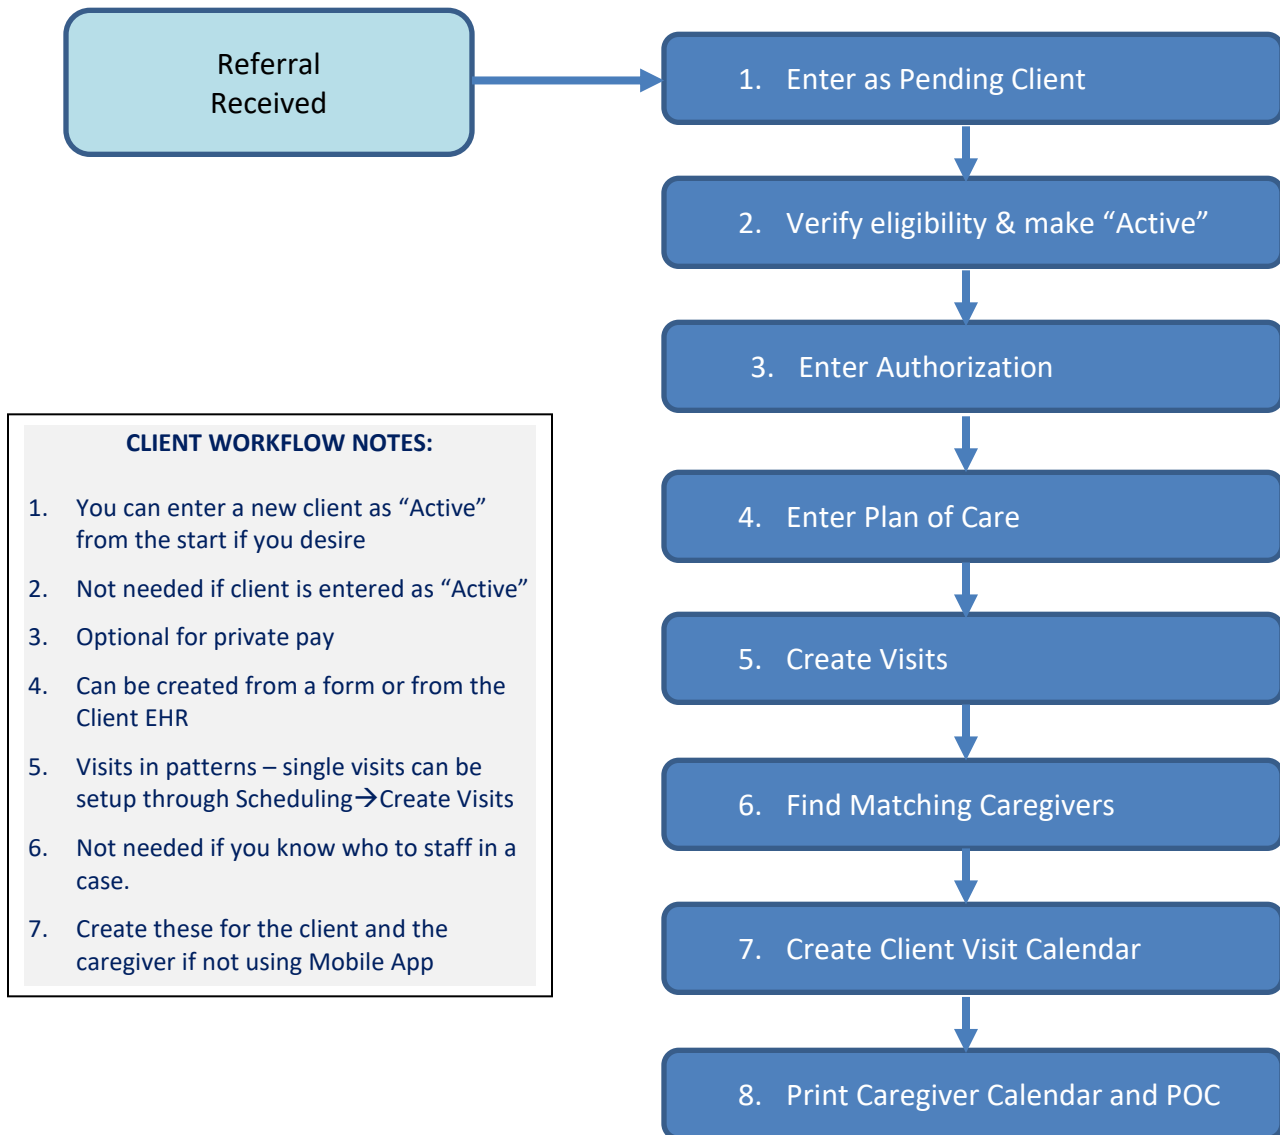 Referral
Received
1. Enter as Pending Client
2. Verify eligibility & make “Active”
3. Enter Authorization
4. Enter Plan of Care
5. Create Visits
6. Find Matching Caregivers
7. Create Client Visit Calendar
8. Print Caregiver Calendar and POC
CLIENT WORKFLOW NOTES:
1. You can enter a new client as “Active”
from the start if you desire
2. Not needed if client is entered as “Active”
3. Optional for private pay
4. Can be created from a form or from the
Client EHR
5. Visits in patterns – single visits can be
setup through Scheduling→Create Visits
6. Not needed if you know who to staff in a
case.
7. Create these for the client and the
caregiver if not using Mobile App